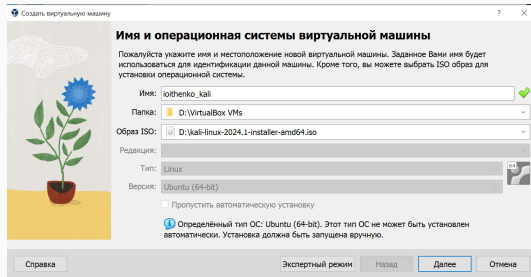 Создать виртуальную машину
Имя и операционная системы виртуальной машины
Пожалуйста укажите имя и местоположение новой виртуальной машины. Заданное Вами имя будет
использоваться для идентификации данной машины. Кроме того, вы можете выбрать ISO образ для
установки операционной системы.
Имя: ioithenko_kali
Папка: D:\VirtualBox VMs
Образ ISO: D:\kali-linux-2024.1-installer-amd64.iso
Редакция:
Тип: Linux
64
Версия: Ubuntu (64-bit)
Пропустить автоматическую установку
Определённый тип ОС: Ubuntu (64-bit). Этот тип ОС не может быть установлен
автоматически. Установка должна быть запущена вручную.
Справка Экспертный режим Назад Далее Отмена